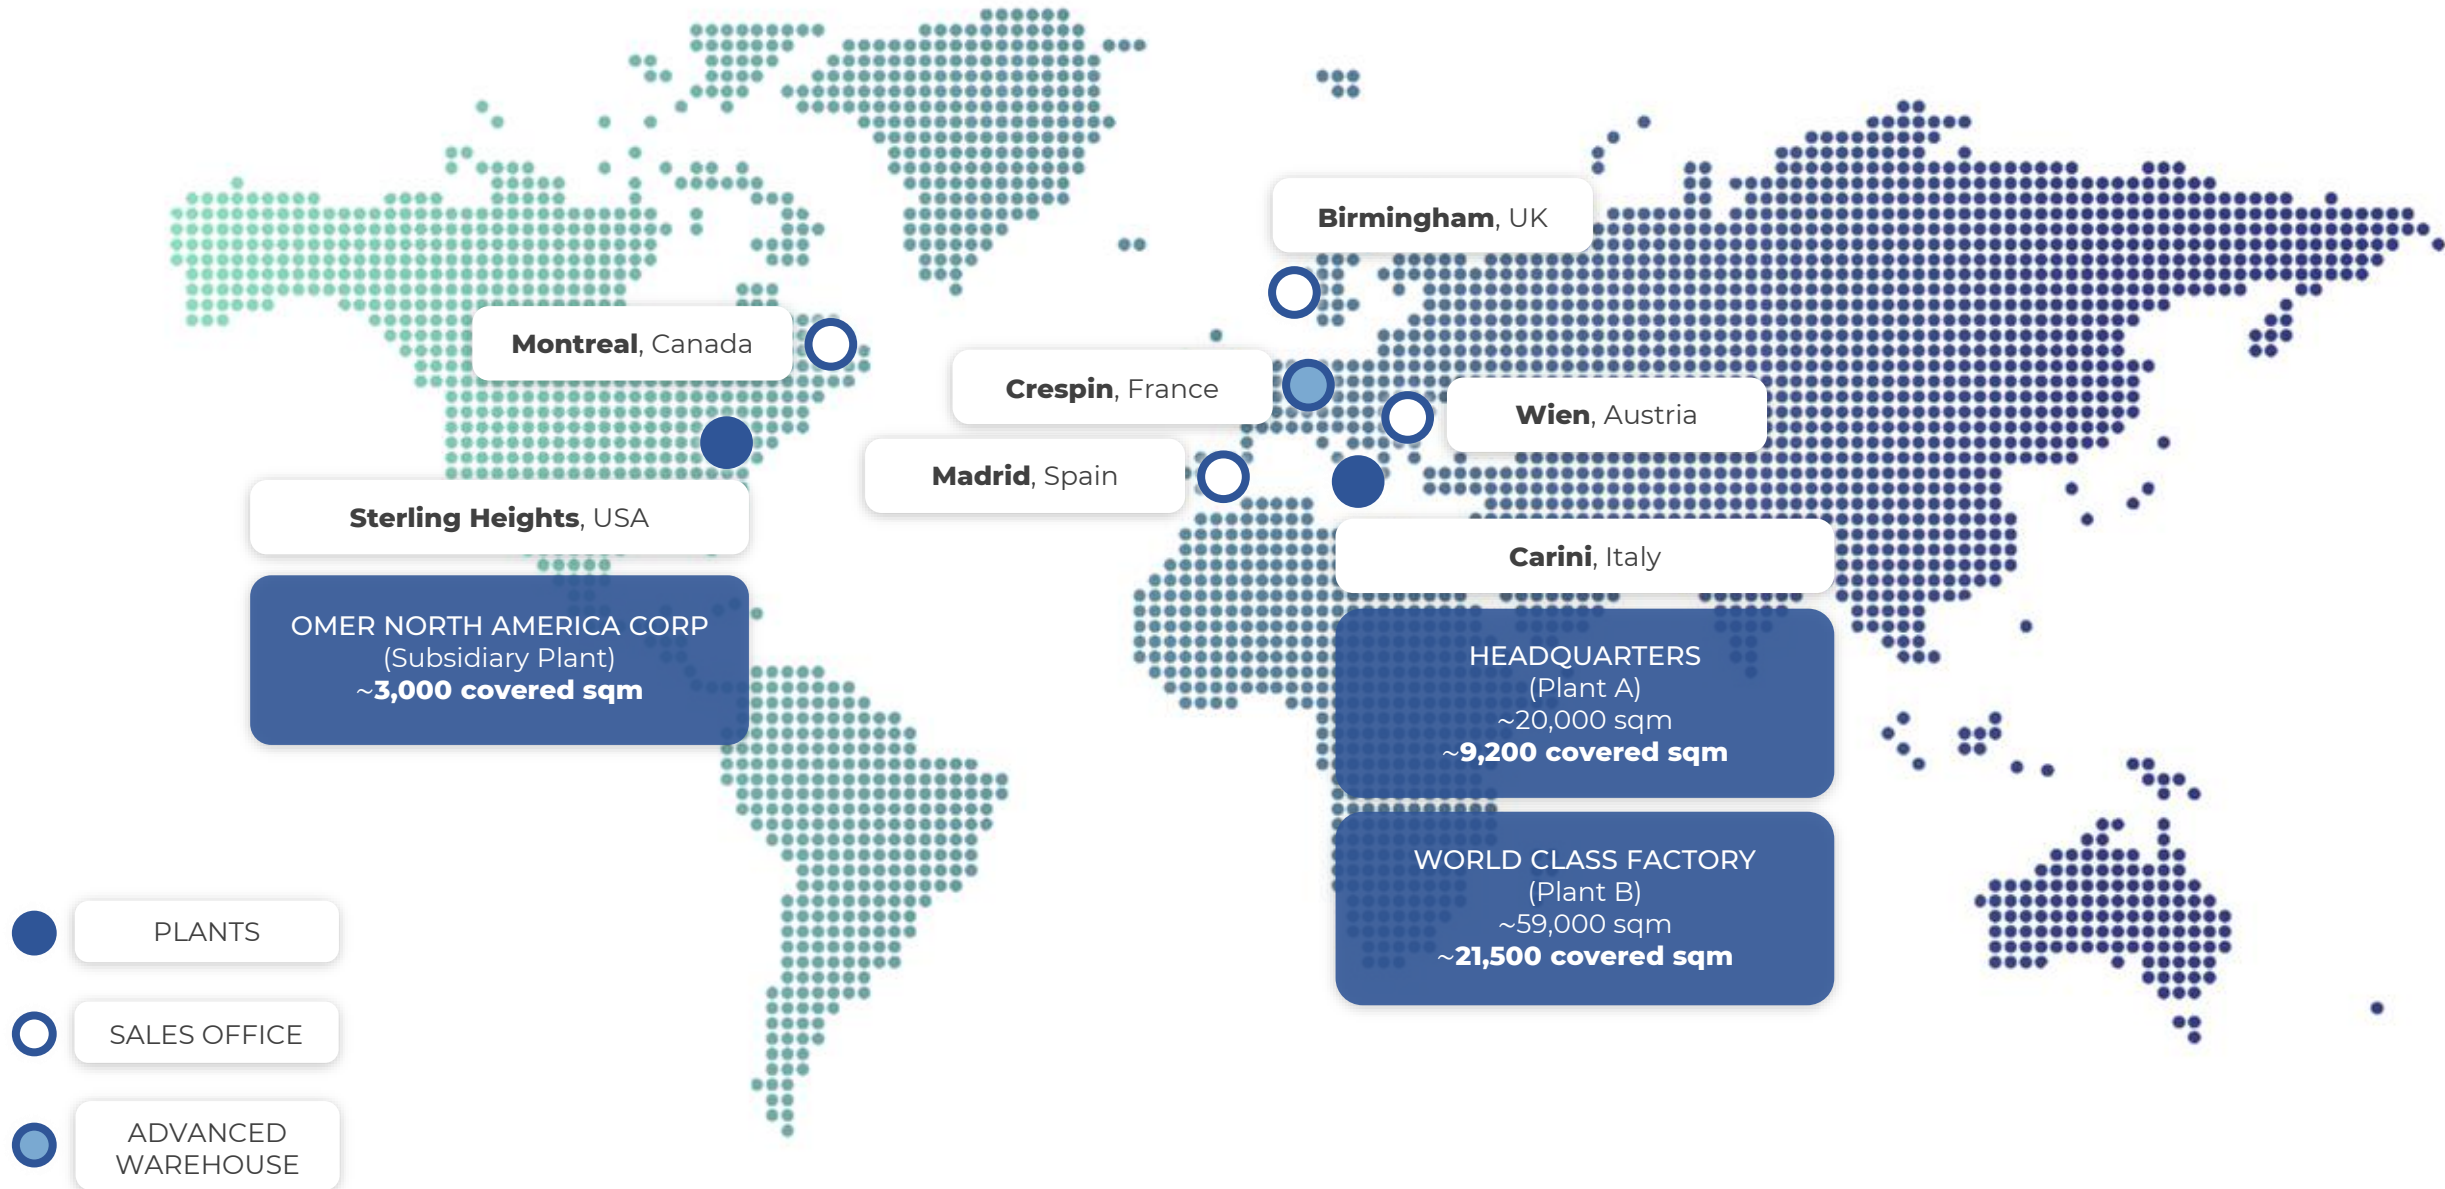 Birmingham, UK
Montreal, Canada
Crespin, France
Wien, Austria
Madrid, Spain
Sterling Heights, USA
Carini, Italy
OMER NORTH AMERICA CORP
(Subsidiary Plant)
~3,000 covered sqm
HEADQUARTERS
(Plant A)
~20,000 sqm
~9,200 covered sqm
WORLD CLASS FACTORY
(Plant B)
~59,000 sqm
~21,500 covered sqm
PLANTS
SALES OFFICE
ADVANCED
WAREHOUSE